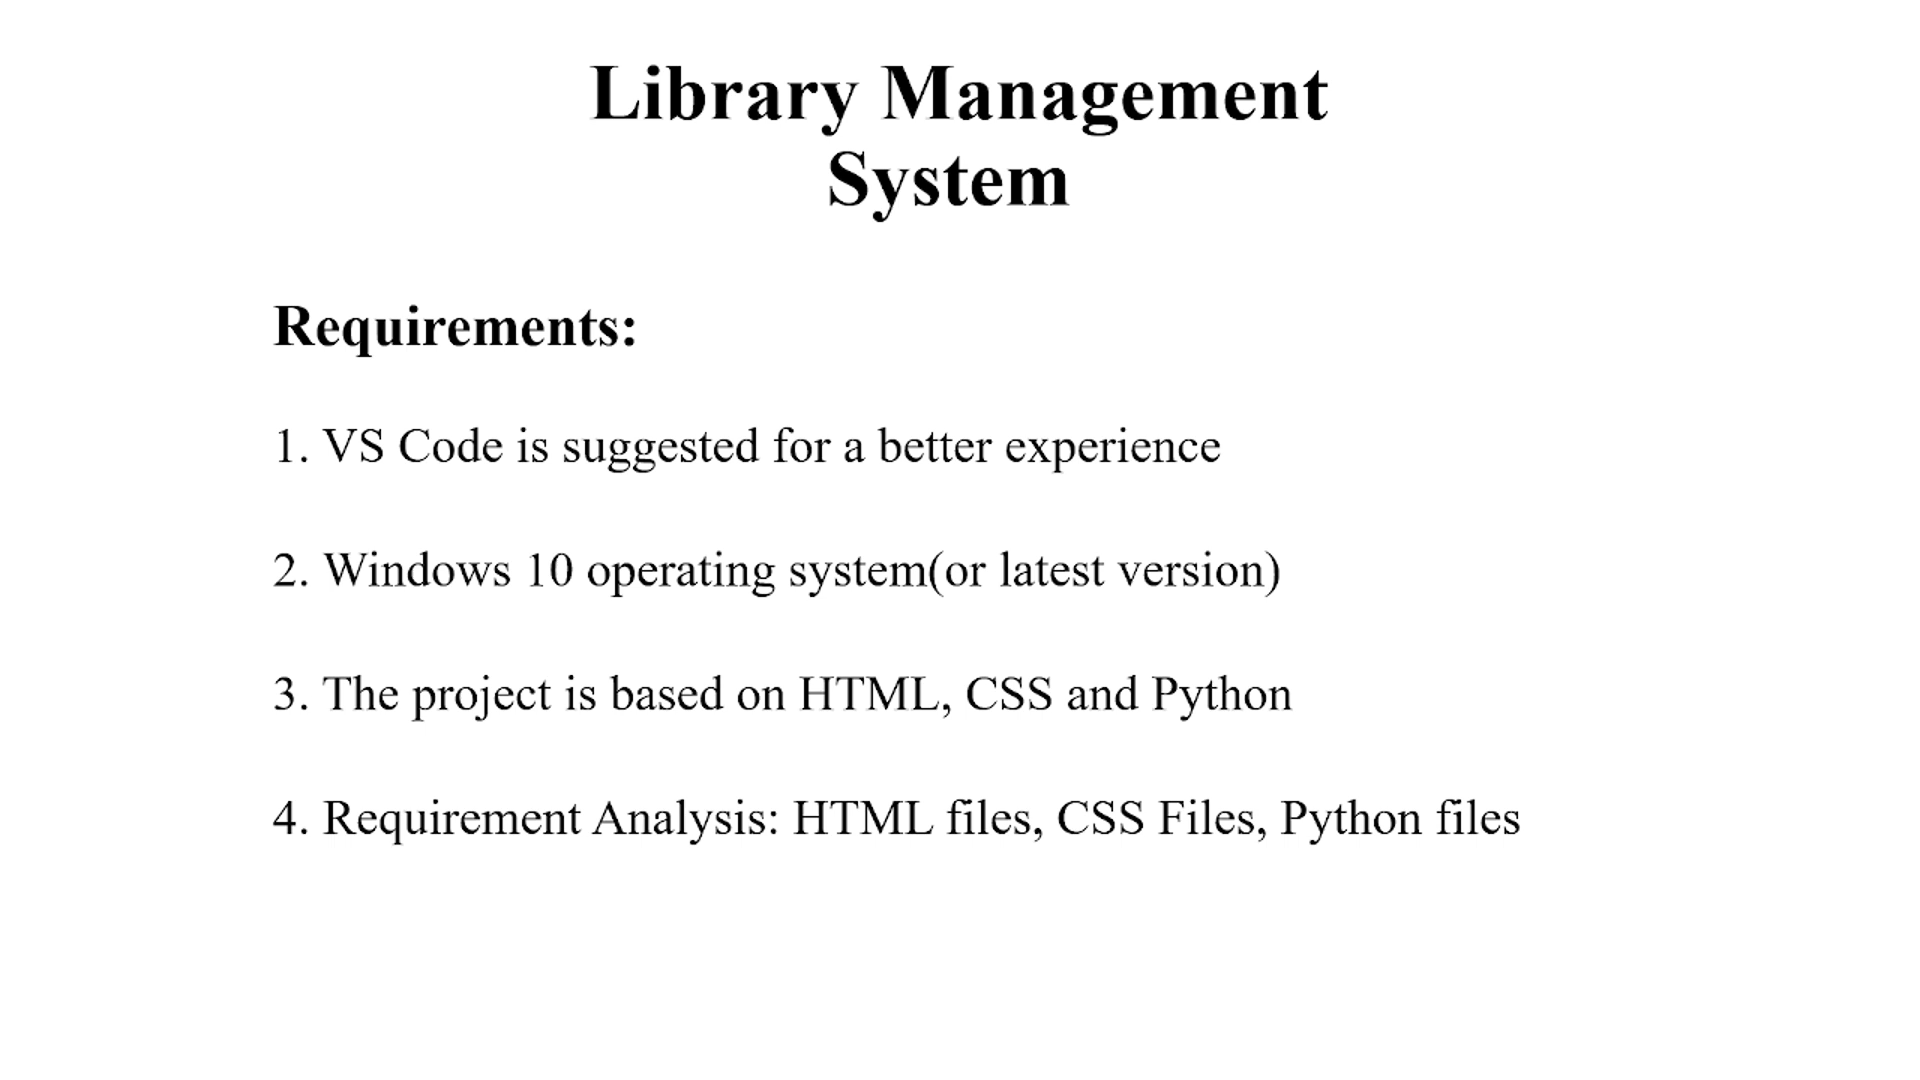 Library Management
System
Requirements:
1. VS Code is suggested for a better experience
2. Windows 10 operating system(or latest version)
3. The project is based on HTML, CSS and Python
4. Requirement Analysis: HTML files, CSS Files, Python files